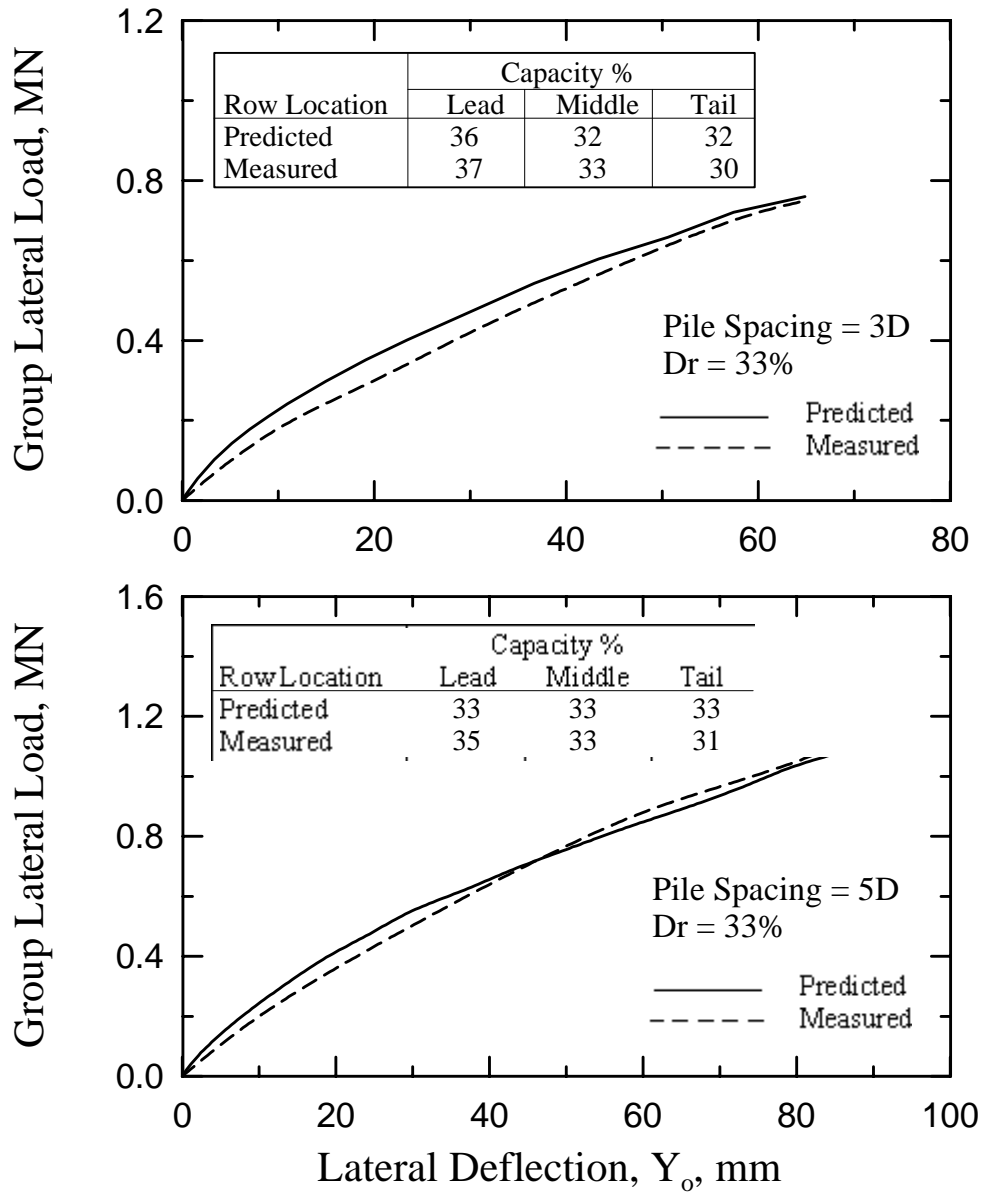 Group Lateral Load, MN
1.2
0.8
0.4
0.0
Capacity %
Row Location Lead Middle Tail
Predicted 36 32 32
Measured 37 33 30
Pile Spacing = 3D
Dr = 33%
Predicted
Measured
0 20 40 60 80
Group Lateral Load, MN
1.6
1.2
0.8
0.4
0.0
Capacity %
Row Location Lead Middle Tail
Predicted 33 33 33
Measured 35 33 31
Pile Spacing = 5D
Dr = 33%
Predicted
Measured
0 20 40 60 80 100
Lateral Deflection, Yo, mm